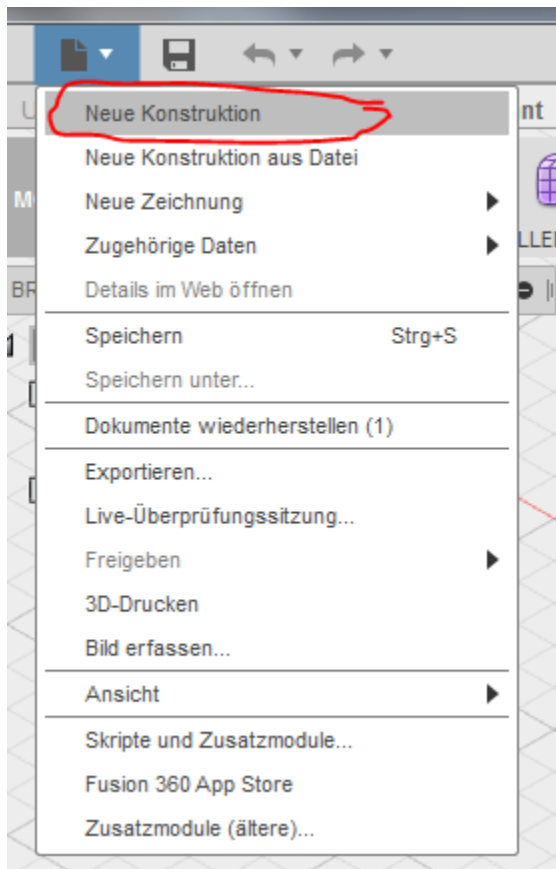 nt
Neue Konstruktion
Neue Konstruktion aus Datei
Neue Zeichnung
Zugehörige Daten
Details im Web öffnen
Speichern Strg+S
Speichern unter...
Dokumente wiederherstellen (1)
Exportieren...
Live-Überprüfungssitzung...
Freigeben
3D-Drucken
Bild erfassen...
Ansicht
Skripte und Zusatzmodule...
Fusion 360 App Store
Zusatzmodule (ältere)...